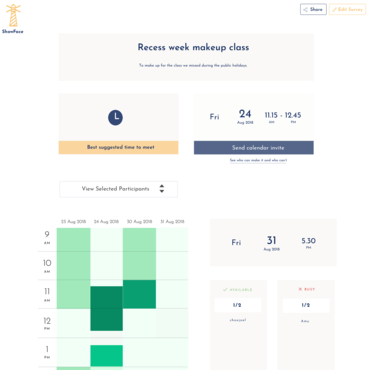 ShanFace
Share
Edit Survey
Recess week makeup class
To make up for the class we missed during the public holidays.
Fri
24
Aug 2018
11.15 - 12.45
AM
PM
Best suggested time to meet
Send calendar invite
See who can make it and who can't
View Selected Participants
23 Aug 2018
24 Aug 2018
30 Aug 2018
31 Aug 2018
9
AM
10
AM
11
AM
12
PM
1
PM
Fri
31
Aug 2018
5.30
PM
AVAILABLE
BUSY
1/2
1/2